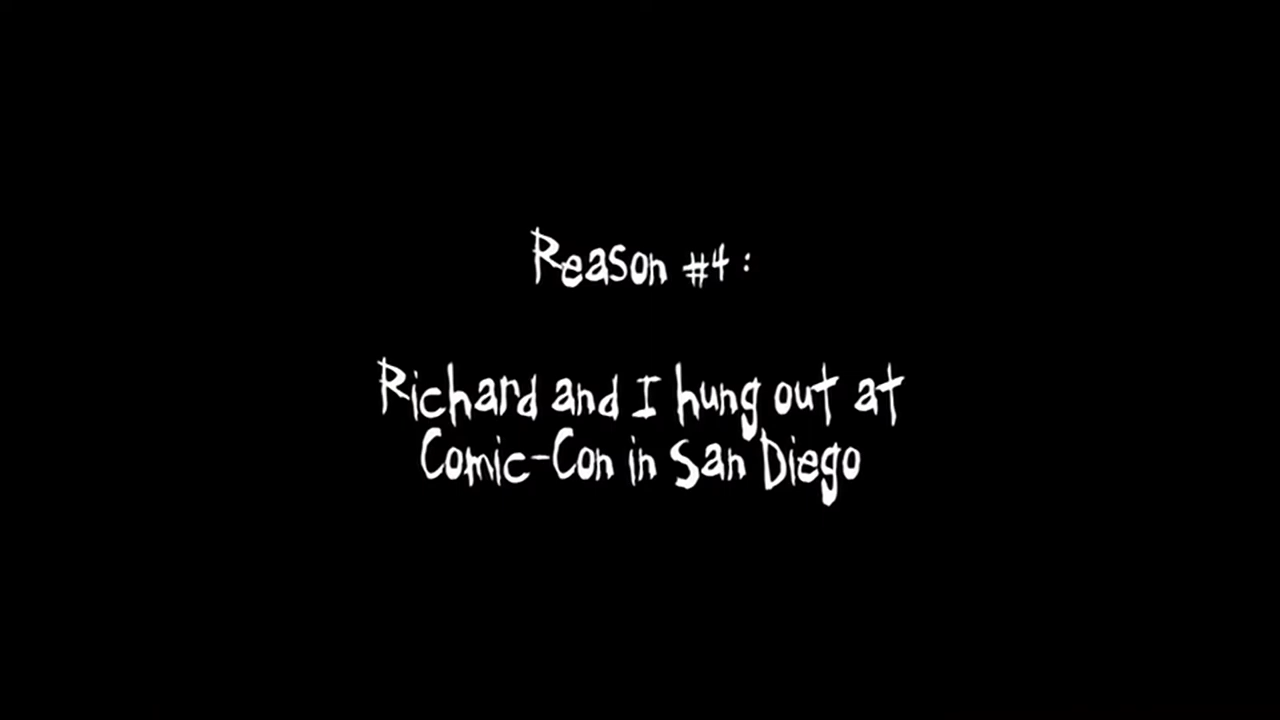 Reason #4:
Richard and I hung out at
Comic-Con in San Diego